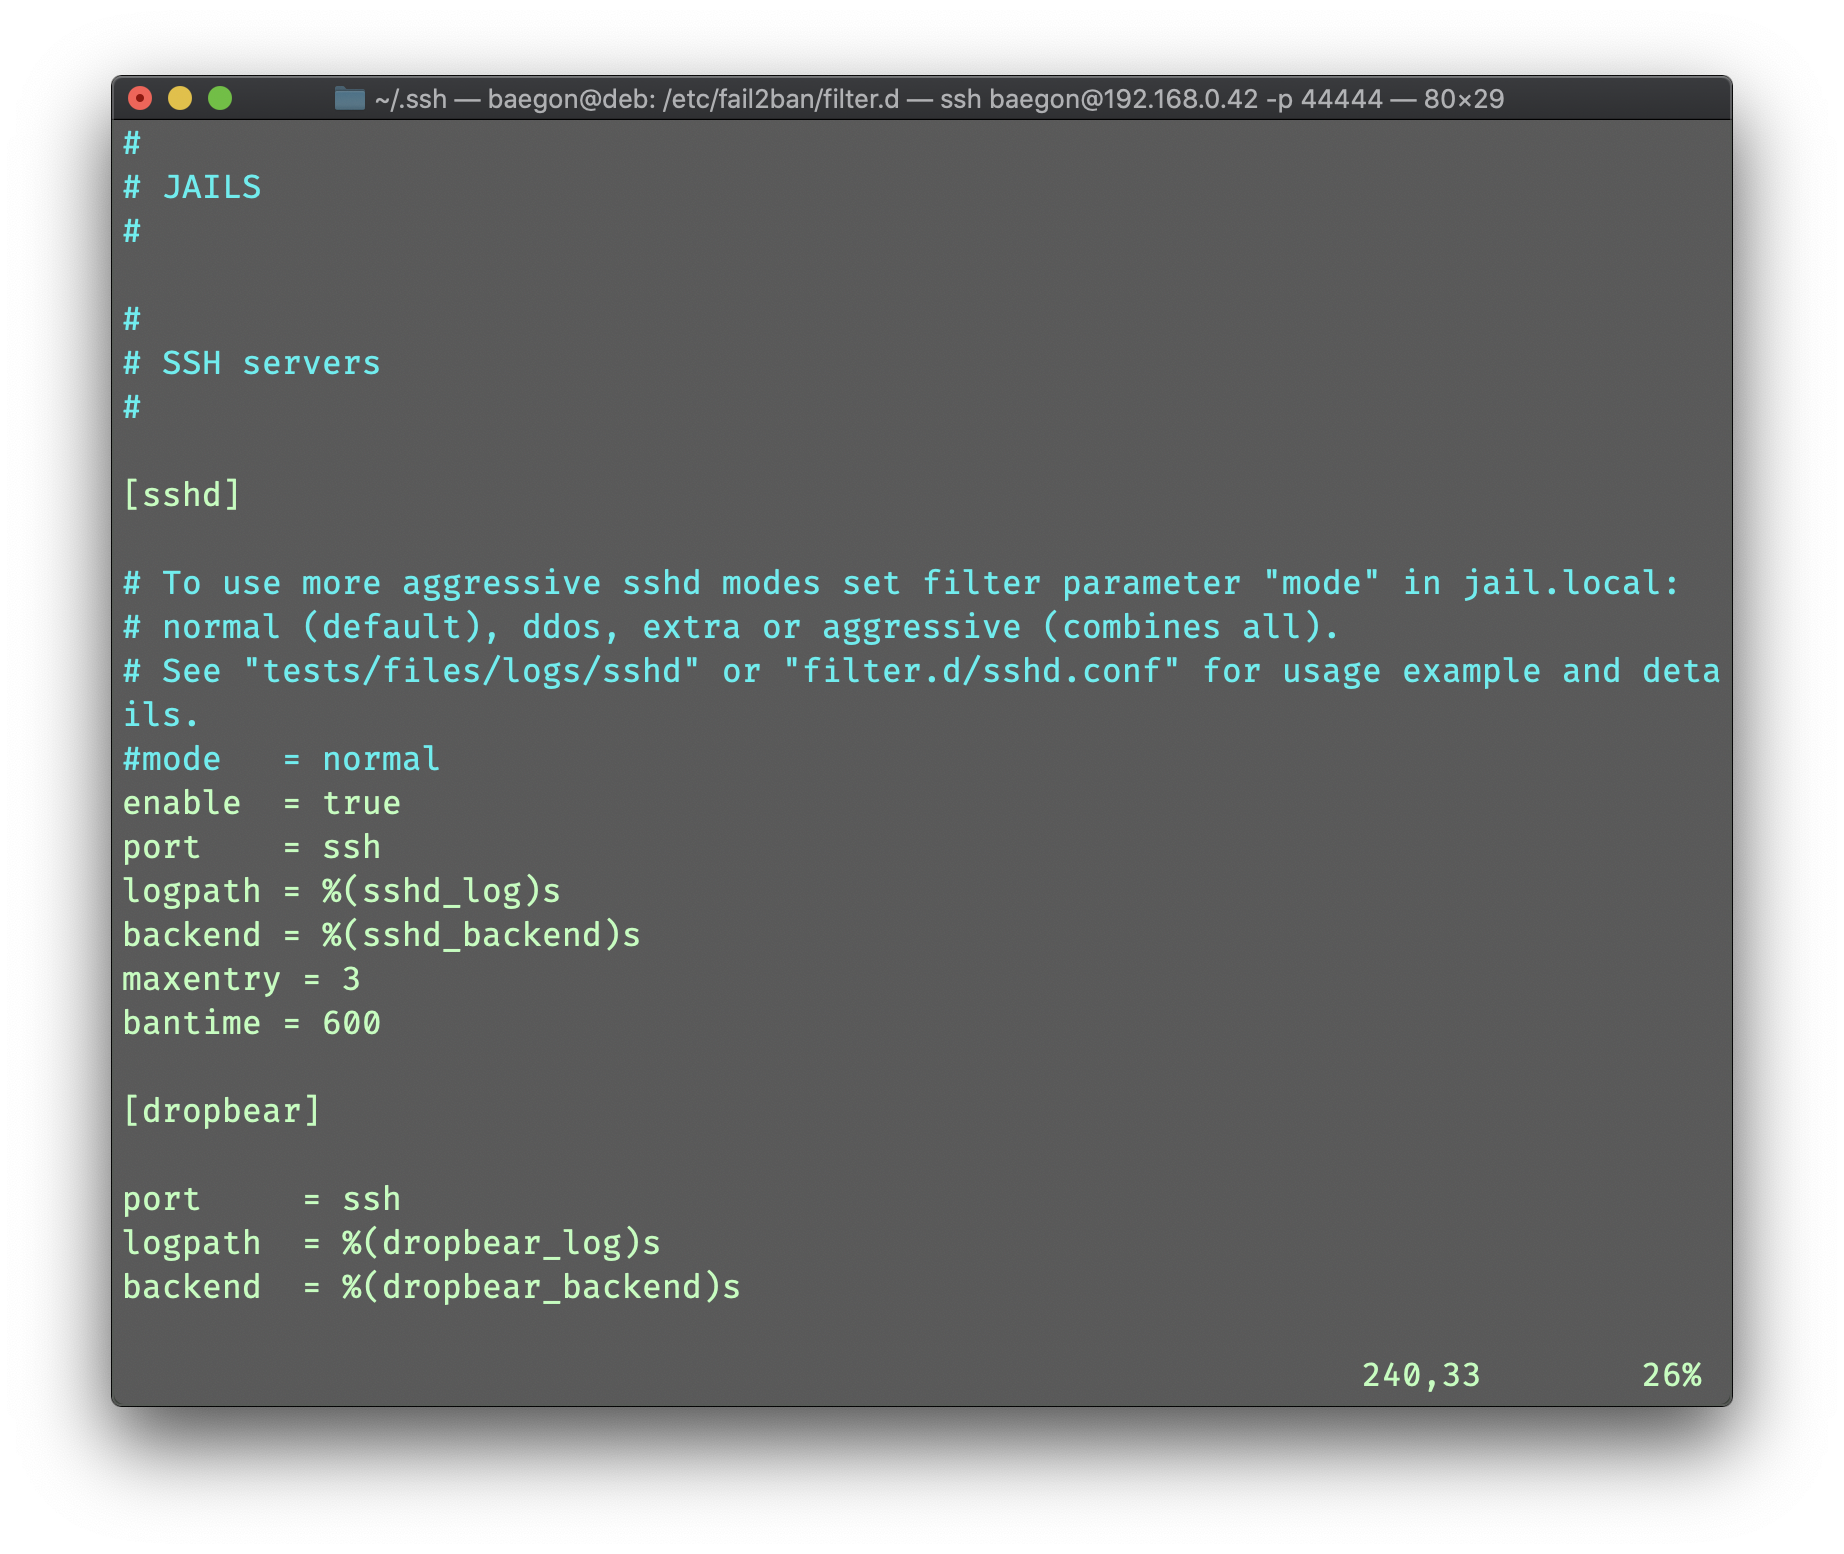 ~/.ssh — baegon@deb: /etc/fail2ban/filter.d — ssh baegon@192.168.0.42 -p 44444 — 80×29
#
# JAILS
#
#
# SSH servers
#
[sshd]
# To use more aggressive sshd modes set filter parameter "mode" in jail.local:
# normal (default), ddos, extra or aggressive (combines all).
# See "tests/files/logs/sshd" or "filter.d/sshd.conf" for usage example and deta
ils.
#mode   = normal
enable  = true
port    = ssh
logpath = %(sshd_log)s
backend = %(sshd_backend)s
maxentry = 3
bantime = 600
[dropbear]
port     = ssh
logpath  = %(dropbear_log)s
backend  = %(dropbear_backend)s
240,33        26%